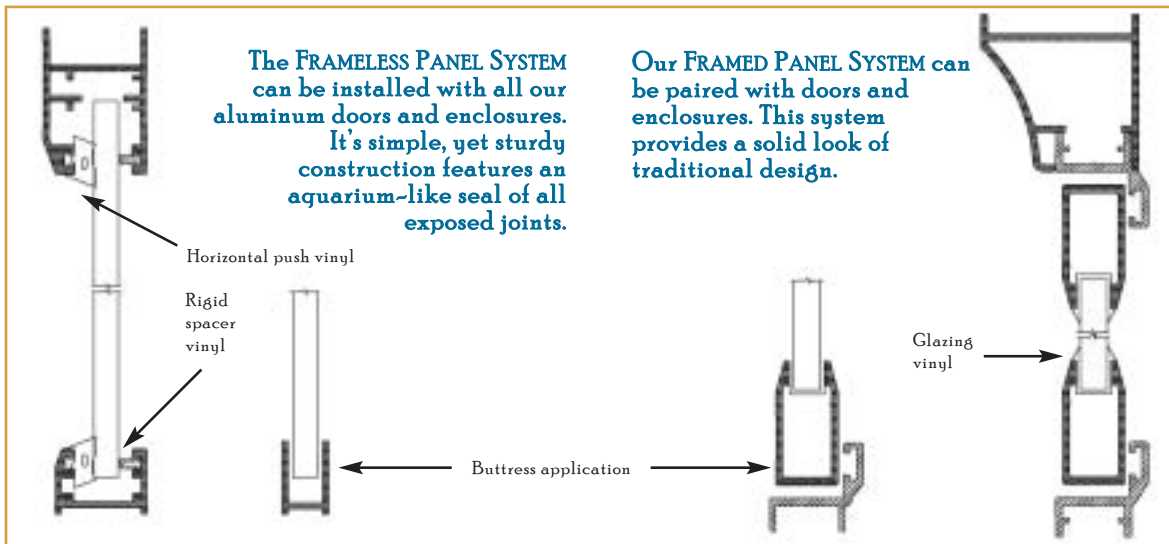 The FRAMELESS PANEL SYSTEM
can be installed with all our
aluminum doors and enclosures.
It's simple, yet sturdy
construction features an
aquarium-like seal of all
exposed joints.
Our FRAMED PANEL SYSTEM can
be paired with doors and
enclosures. This system
provides a solid look of
traditional design.
Horizontal push vinyl
Rigid
spacer
vinyl
Glazing
vinyl
Buttress application